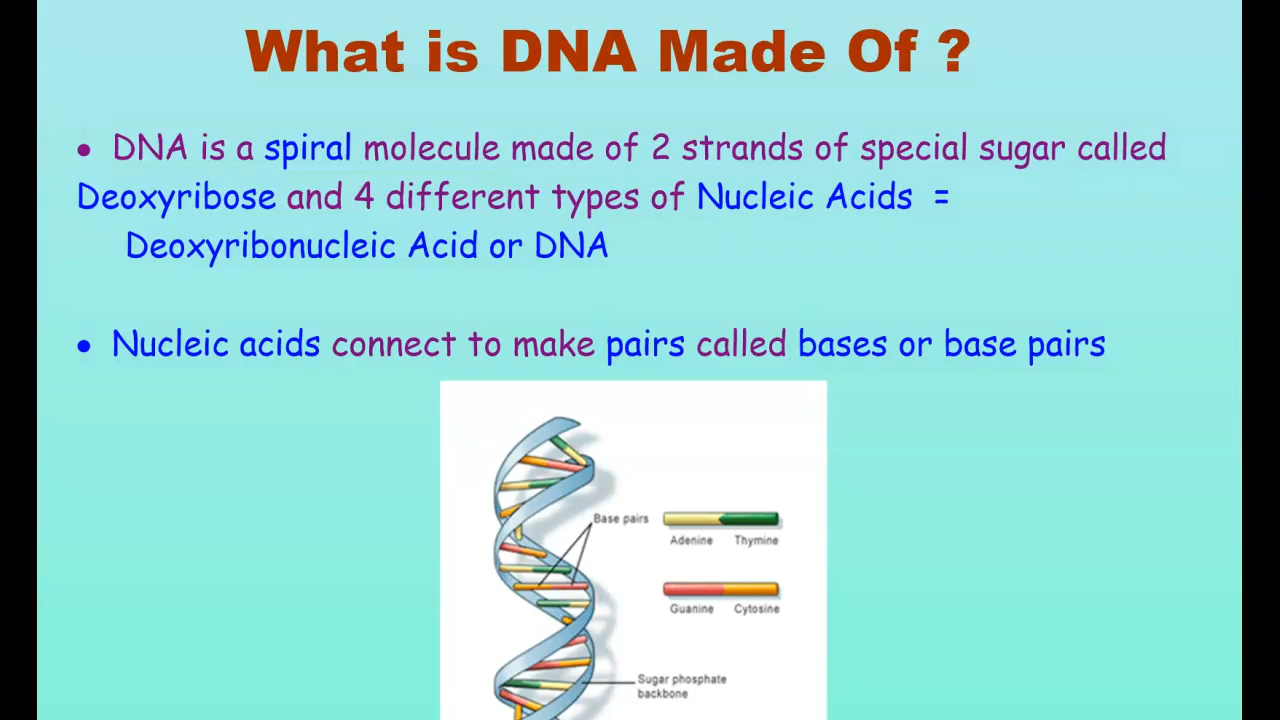 What is DNA Made Of ?
• DNA is a spiral molecule made of 2 strands of special sugar called
Deoxyribose and 4 different types of Nucleic Acids =
Deoxyribonucleic Acid or DNA
• Nucleic acids connect to make pairs called bases or base pairs
Base pairs
Adenine Thymine
Guanine Cytosine
Sugar phosphate
backbone